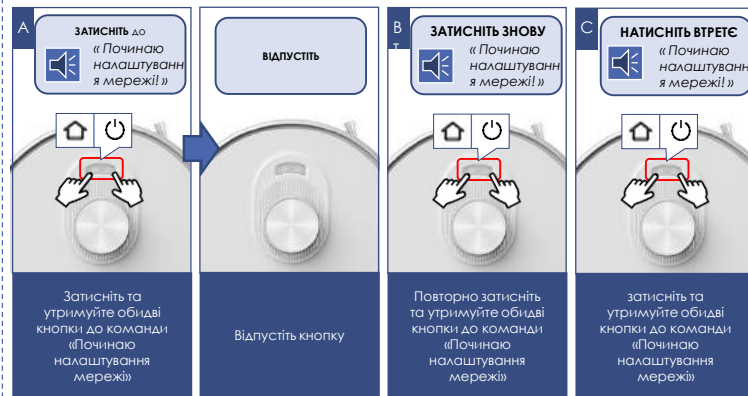 A
ЗАТИСНІТЬ ДО
« Починаю
налаштуванн
я мережі! »
ВІДПУСТІТЬ
В
Т
ЗАТИСНІТЬ ЗНОВУ
« Починаю
налаштуванн
я мережі! »
С
НАТИСНІТЬ ВТРЕТЄ
« Починаю
налаштуванн
я мережі! »
Затисніть та
утримуйте обидві
кнопки до команди
«Починаю
налаштування
мережі»
Відпустіть кнопку
Повторно затисніть
та утримуйте обидві
кнопки до команди
«Починаю
налаштування
мережі»
затисніть та
утримуйте обидві
кнопки до команди
«Починаю
налаштування
мережі»